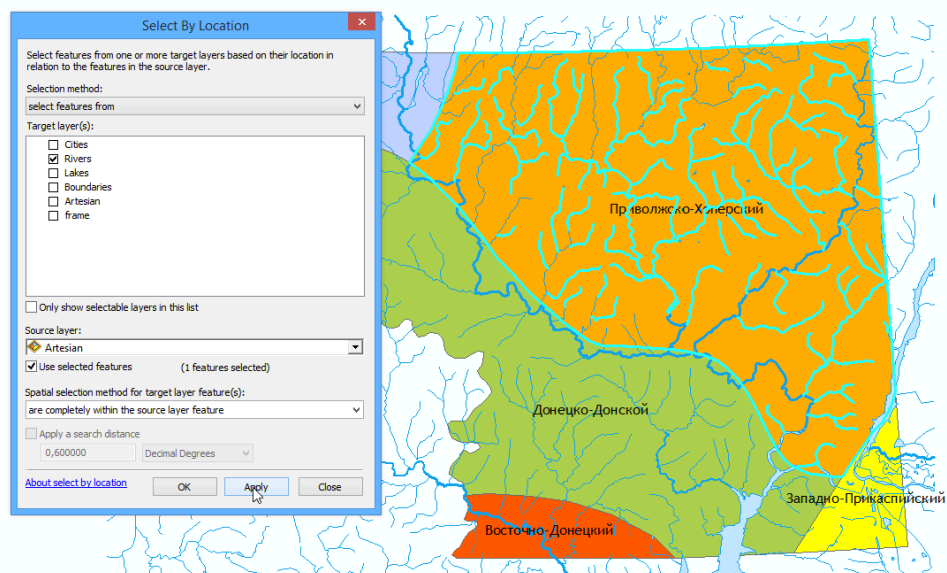 Select By Location
Select features from one or more target layers based on their location in
relation to the features in the source layer.
Selection method:
select features from
Target layer(s):
Cities
Rivers
Lakes
Boundaries
Artesian
frame
Only show selectable layers in this list
Source layer:
Artesian
Use selected features (1 features selected)
Spatial selection method for target layer feature(s):
are completely within the source layer feature
Apply a search distance
0,600000 Decimal Degrees
About select by location OK Apply Close
Приволжско-Хоперский
Донецко-Донской
Западно-Прикаспийский
Восточно-Донецкий